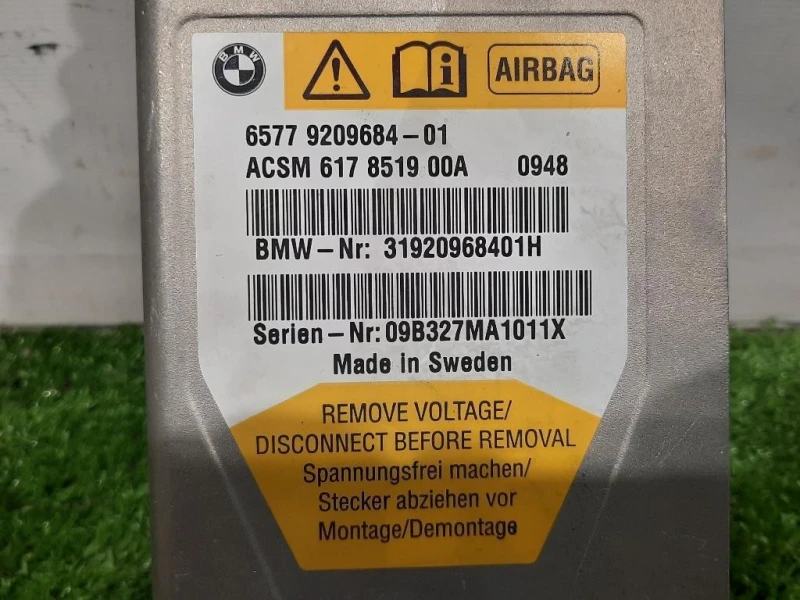 BMW
AIRBAG
6577 9209684-01
ACSM 617 8519 00A 0948
BMW-Nr: 31920968401H
Serien-Nr: 09B327MA1011X
Made in Sweden
REMOVE VOLTAGE/
DISCONNECT BEFORE REMOVAL
Spannungsfrei machen/
Stecker abziehen vor
Montage/Demontage